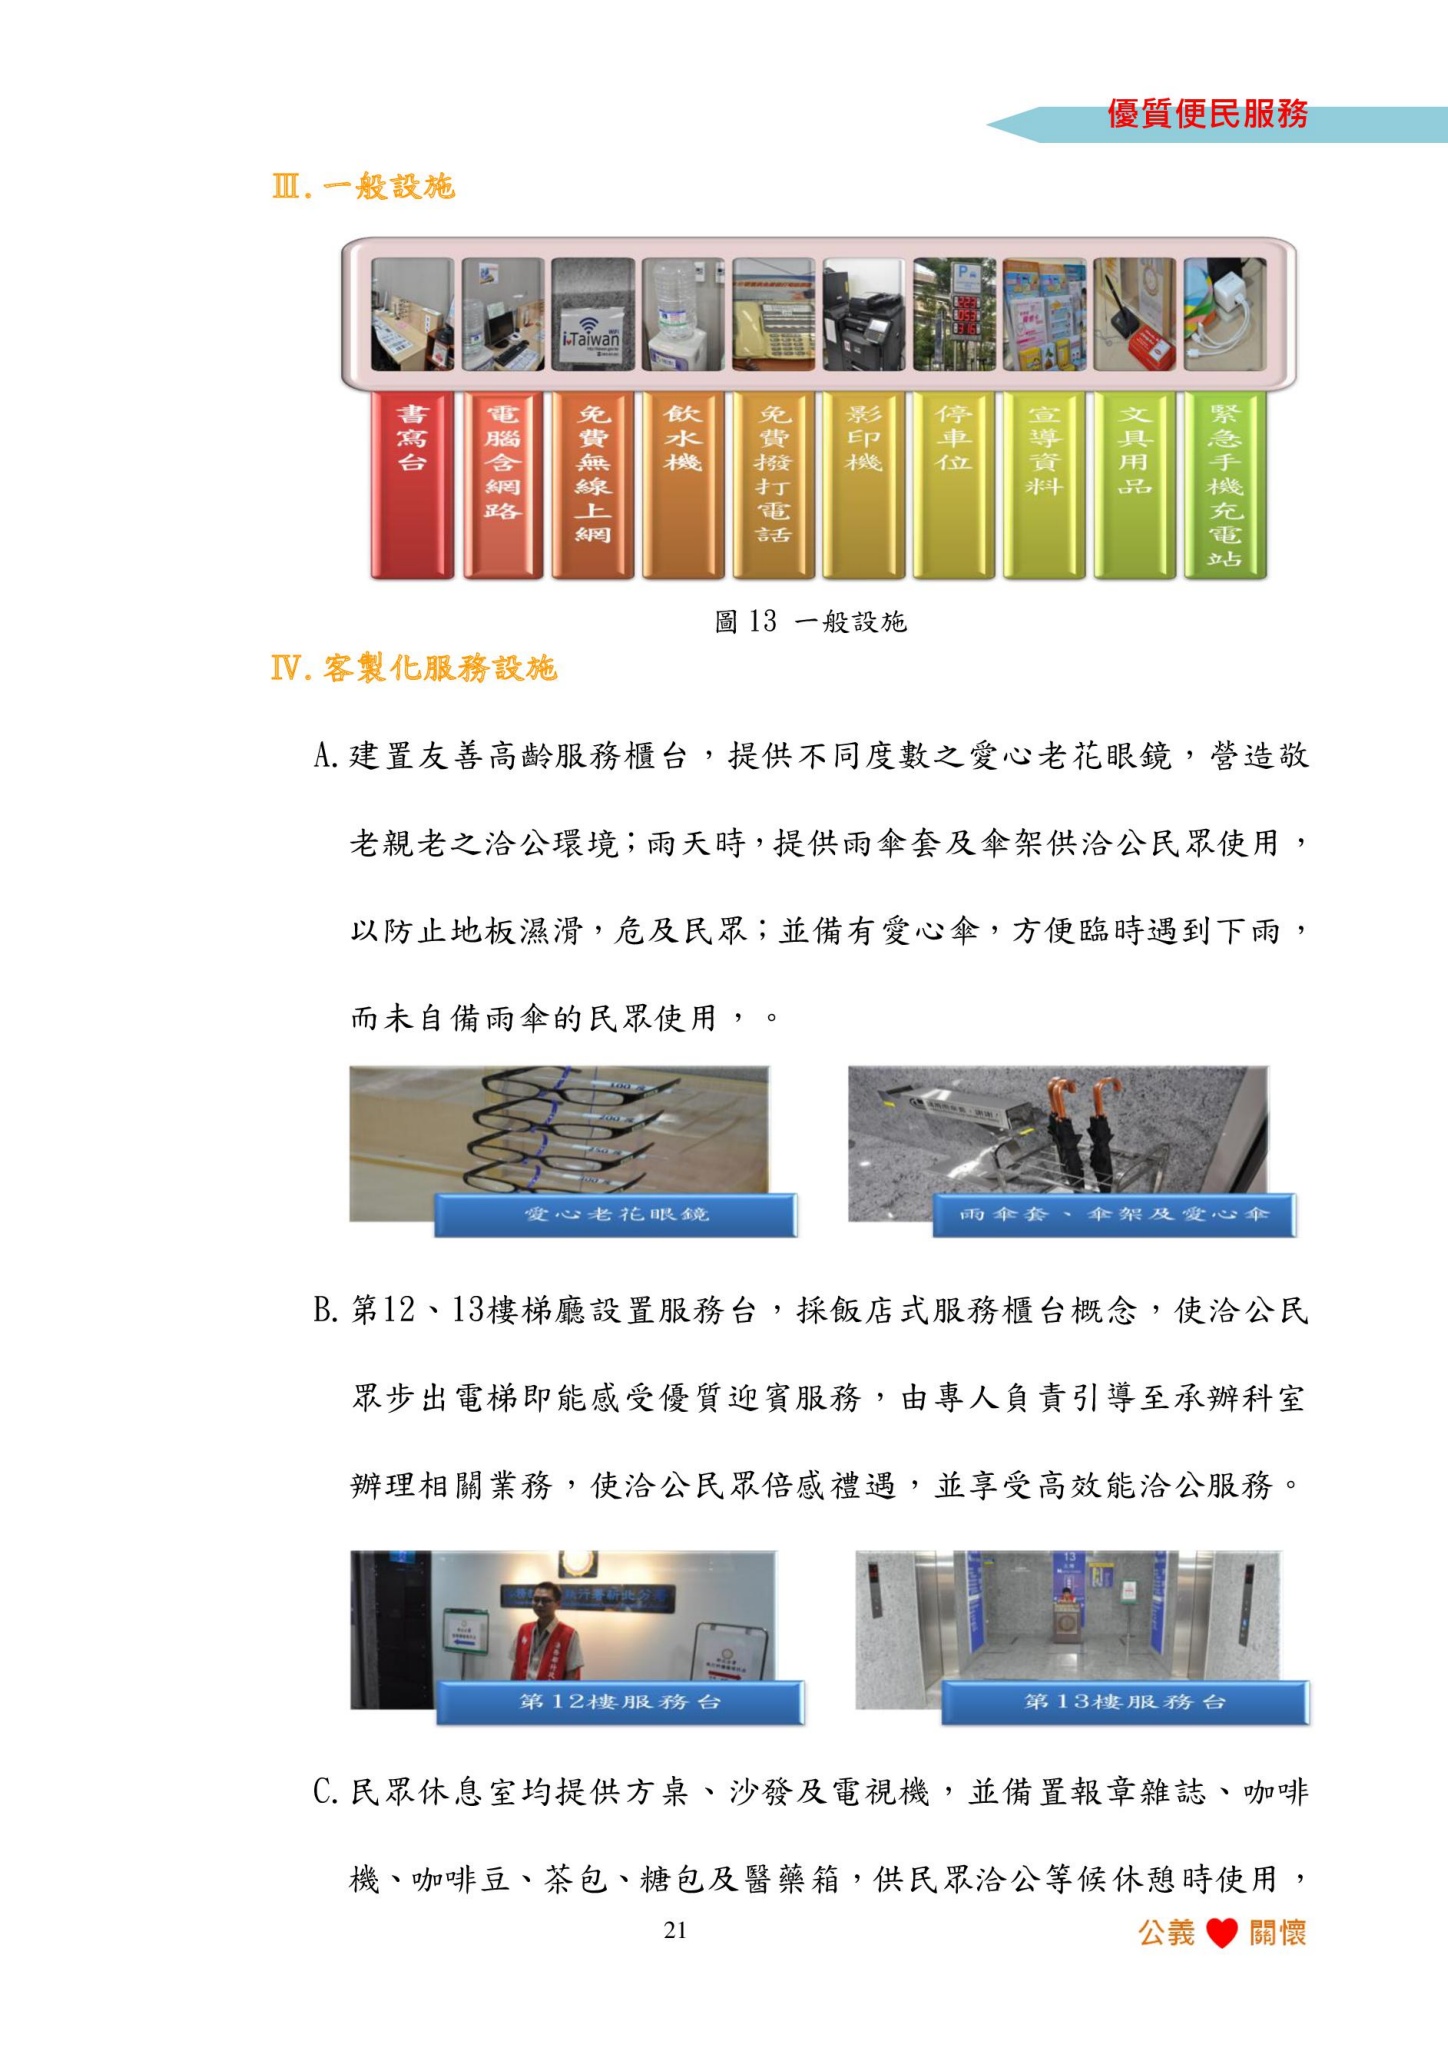 優質便民服務
Ⅲ.一般設施
iTaiwan
WiFi
P
書寫台
電腦含網路
免費無線上網
飲水機
免費撥打電話
影印機
停車位
宣導資料
文具用品
緊急手機充電站
圖 13 一般設施
Ⅳ.客製化服務設施
A.建置友善高齡服務櫃台，提供不同度數之愛心老花眼鏡，營造敬
老親老之洽公環境；雨天時，提供雨傘套及傘架供洽公民眾使用，
以防止地板濕滑，危及民眾；並備有愛心傘，方便臨時遇到下雨，
而未自備雨傘的民眾使用，。
100度
200度
愛心老花眼鏡
雨傘套、傘架及愛心傘
B.第12、13樓梯廳設置服務台，採飯店式服務櫃台概念，使洽公民
眾步出電梯即能感受優質迎賓服務，由專人負責引導至承辦科室
辦理相關業務，使洽公民眾倍感禮遇，並享受高效能洽公服務。
13
第12樓服務台
第13樓服務台
C.民眾休息室均提供方桌、沙發及電視機，並備置報章雜誌、咖啡
機、咖啡豆、茶包、糖包及醫藥箱，供民眾洽公等候休憩時使用，
21
公義 ♥ 關懷